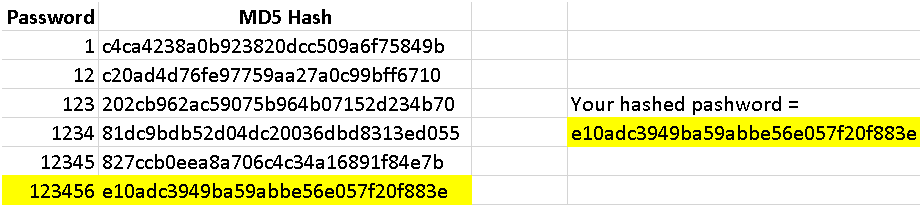 Password MD5 Hash
1 c4ca4238a0b923820dcc509a6f75849b
12 c20ad4d76fe97759aa27a0c99bff6710
123 202cb962ac59075b964b07152d234b70 Your hashed pashword =
1234 81dc9bdb52d04dc20036dbd8313ed055 e10adc3949ba59abbe56e057f20f883e
12345 827ccb0eea8a706c4c34a16891f84e7b
123456 e10adc3949ba59abbe56e057f20f883e